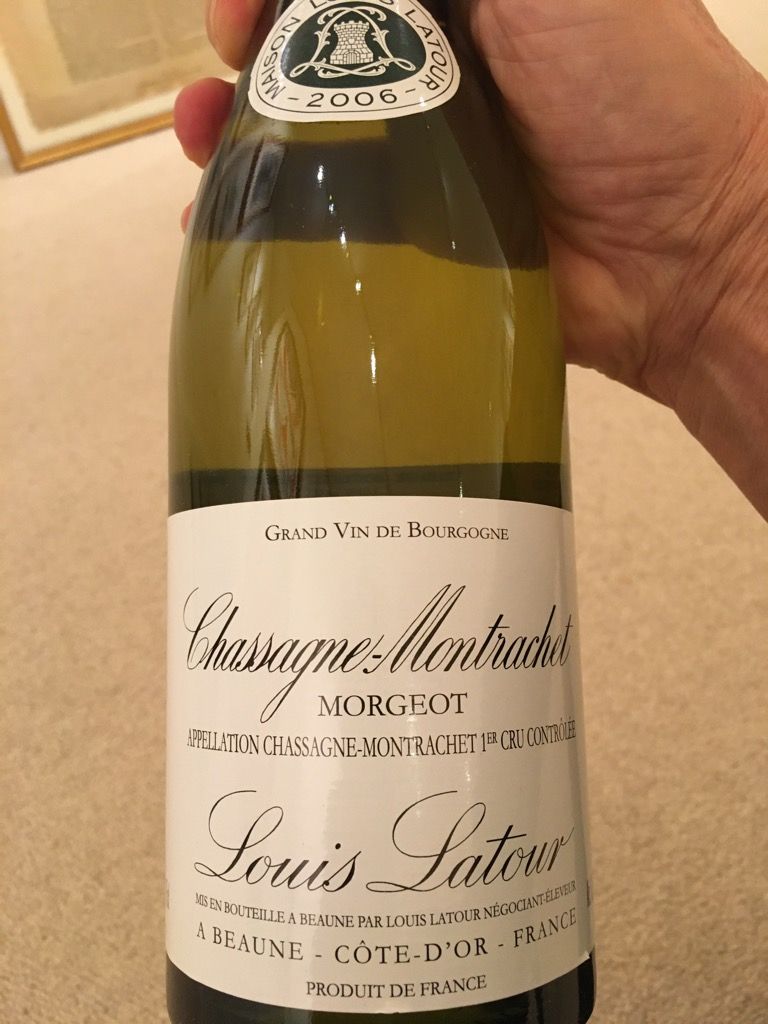 MAISON LOUIS LATOUR
- 2006 -
GRAND VIN DE BOURGOGNE
Chassagne-Montrachet
MORGEOT
APPELLATION CHASSAGNE-MONTRACHET 1ER CRU CONTRÔLÉE
Louis Latour
MIS EN BOUTEILLE A BEAUNE PAR LOUIS LATOUR NÉGOCIANT-ÉLEVEUR
A BEAUNE - CÔTE-D'OR - FRANCE
PRODUIT DE FRANCE